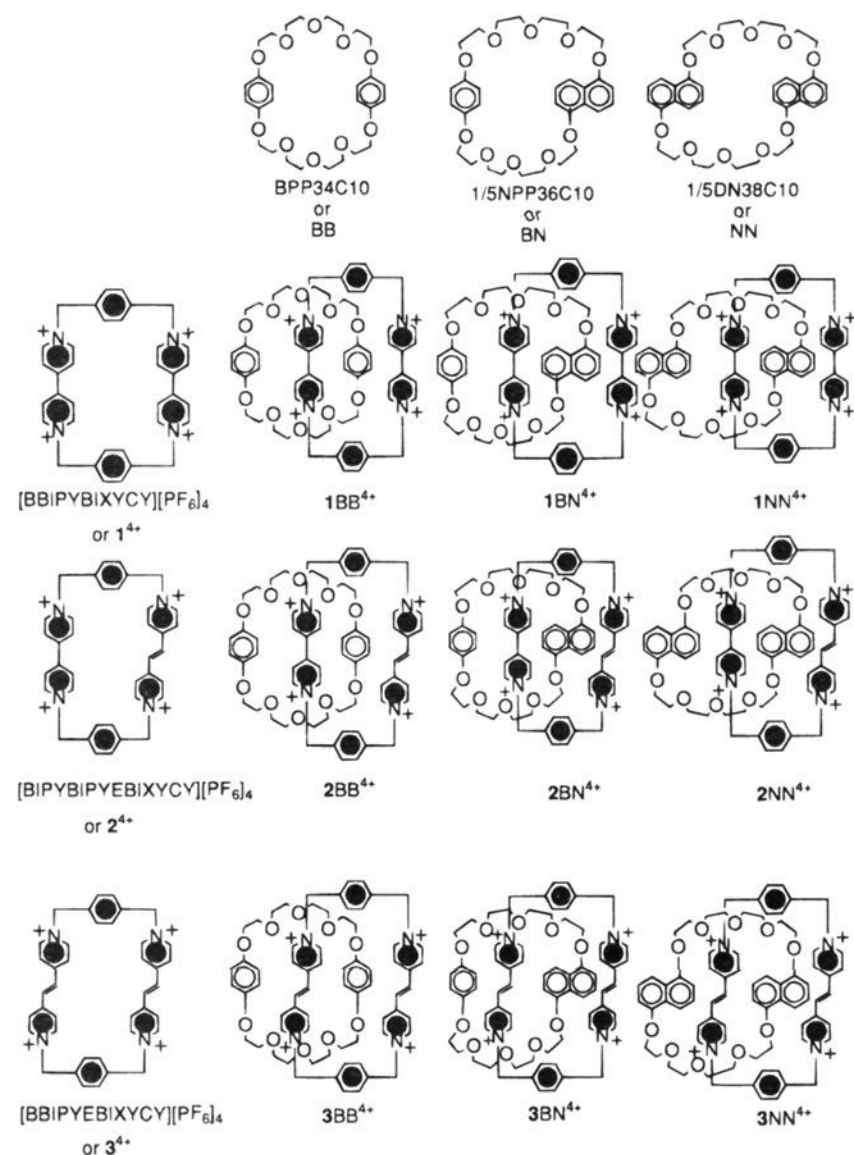 BPP34C10
or
BB
1/5NPP36C10
or
BN
1/5DN38C10
or
NN
[BBIPYBIXYCY][PF₆]₄
or 1⁴⁺
1BB⁴⁺
1BN⁴⁺
1NN⁴⁺
[BIPYBIPYEBIXYCY][PF₆]₄
or 2⁴⁺
2BB⁴⁺
2BN⁴⁺
2NN⁴⁺
[BBIPYEBIXYCY][PF₆]₄
or 3⁴⁺
3BB⁴⁺
3BN⁴⁺
3NN⁴⁺